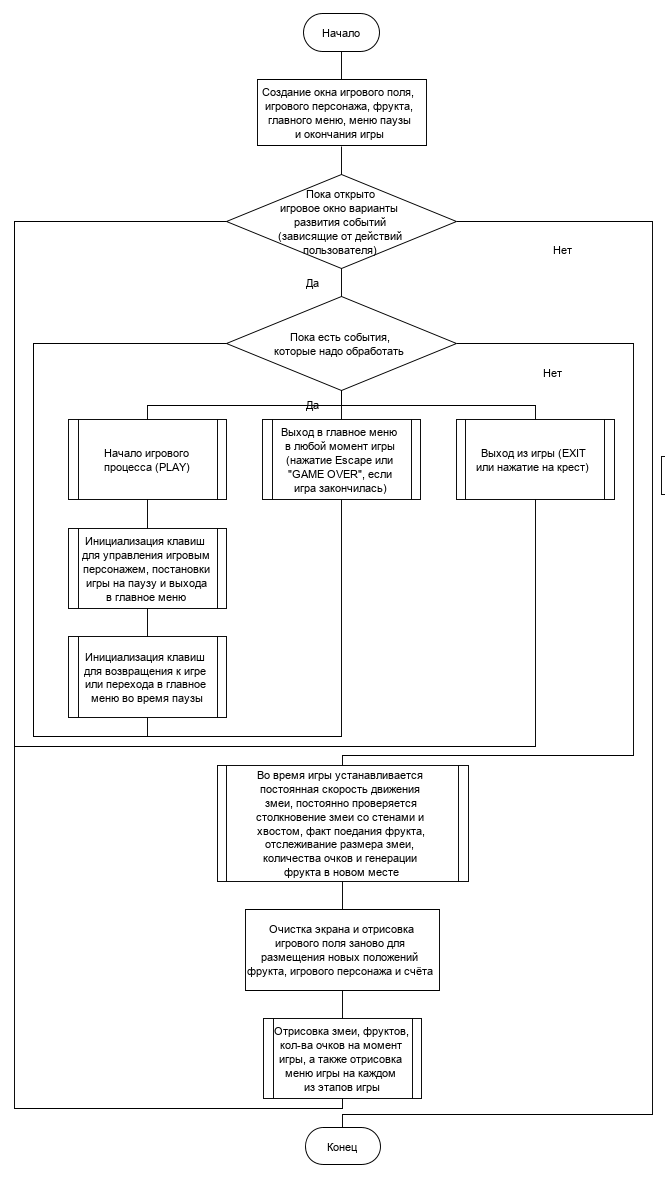 Начало
Создание окна игрового поля,
игрового персонажа, фрукта,
главного меню, меню паузы
и окончания игры
Пока открыто
игровое окно варианты
развития событий
(зависящие от действий
пользователя)
Нет
Да
Пока есть события,
которые надо обработать
Нет
Да
Начало игрового
процесса (PLAY)
Выход в главное меню
в любой момент игры
(нажатие Escape или
"GAME OVER", если
игра закончилась)
Выход из игры (EXIT
или нажатие на крест)
Инициализация клавиш
для управления игровым
персонажем, постановки
игры на паузу и выхода
в главное меню
Инициализация клавиш
для возвращения к игре
или перехода в главное
меню во время паузы
Во время игры устанавливается
постоянная скорость движения
змеи, постоянно проверяется
столкновение змеи со стенами и
хвостом, факт поедания фрукта,
отслеживание размера змеи,
количества очков и генерации
фрукта в новом месте
Очистка экрана и отрисовка
игрового поля заново для
размещения новых положений
фрукта, игрового персонажа и счёта
Отрисовка змеи, фруктов,
кол-ва очков на момент
игры, а также отрисовка
меню игры на каждом
из этапов игры
Конец